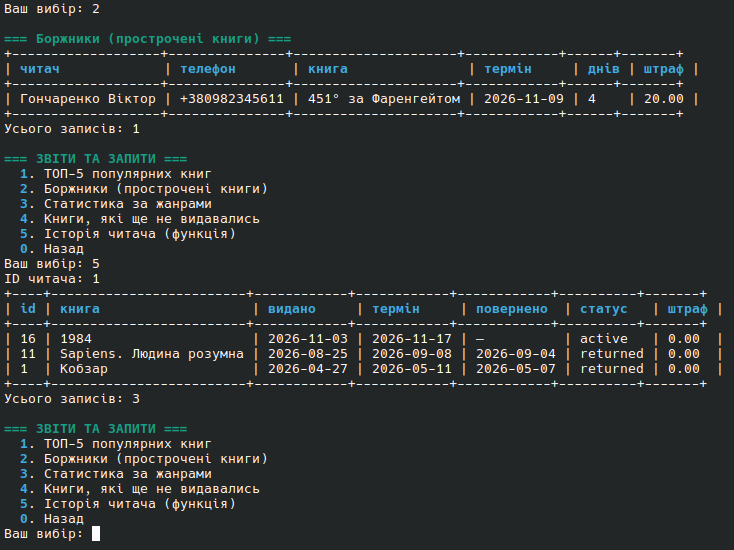 Ваш вибір: 2

=== Боржники (прострочені книги) ===
+-------------------+---------------+---------------------+------------+------+-------+
| читач             | телефон       | книга               | термін     | днів | штраф |
+-------------------+---------------+---------------------+------------+------+-------+
| Гончаренко Віктор | +380982345611 | 451° за Фаренгейтом | 2026-11-09 | 4    | 20.00 |
+-------------------+---------------+---------------------+------------+------+-------+
Усього записів: 1

=== ЗВІТИ ТА ЗАПИТИ ===
  1. ТОП-5 популярних книг
  2. Боржники (прострочені книги)
  3. Статистика за жанрами
  4. Книги, які ще не видавались
  5. Історія читача (функція)
  0. Назад
Ваш вибір: 5
ID читача: 1
+----+-------------------------+------------+------------+------------+----------+-------+
| id | книга                   | видано     | термін     | повернено  | статус   | штраф |
+----+-------------------------+------------+------------+------------+----------+-------+
| 16 | 1984                    | 2026-11-03 | 2026-11-17 | —          | active   | 0.00  |
| 11 | Sapiens. Людина розумна | 2026-08-25 | 2026-09-08 | 2026-09-04 | returned | 0.00  |
| 1  | Кобзар                  | 2026-04-27 | 2026-05-11 | 2026-05-07 | returned | 0.00  |
+----+-------------------------+------------+------------+------------+----------+-------+
Усього записів: 3

=== ЗВІТИ ТА ЗАПИТИ ===
  1. ТОП-5 популярних книг
  2. Боржники (прострочені книги)
  3. Статистика за жанрами
  4. Книги, які ще не видавались
  5. Історія читача (функція)
  0. Назад
Ваш вибір: